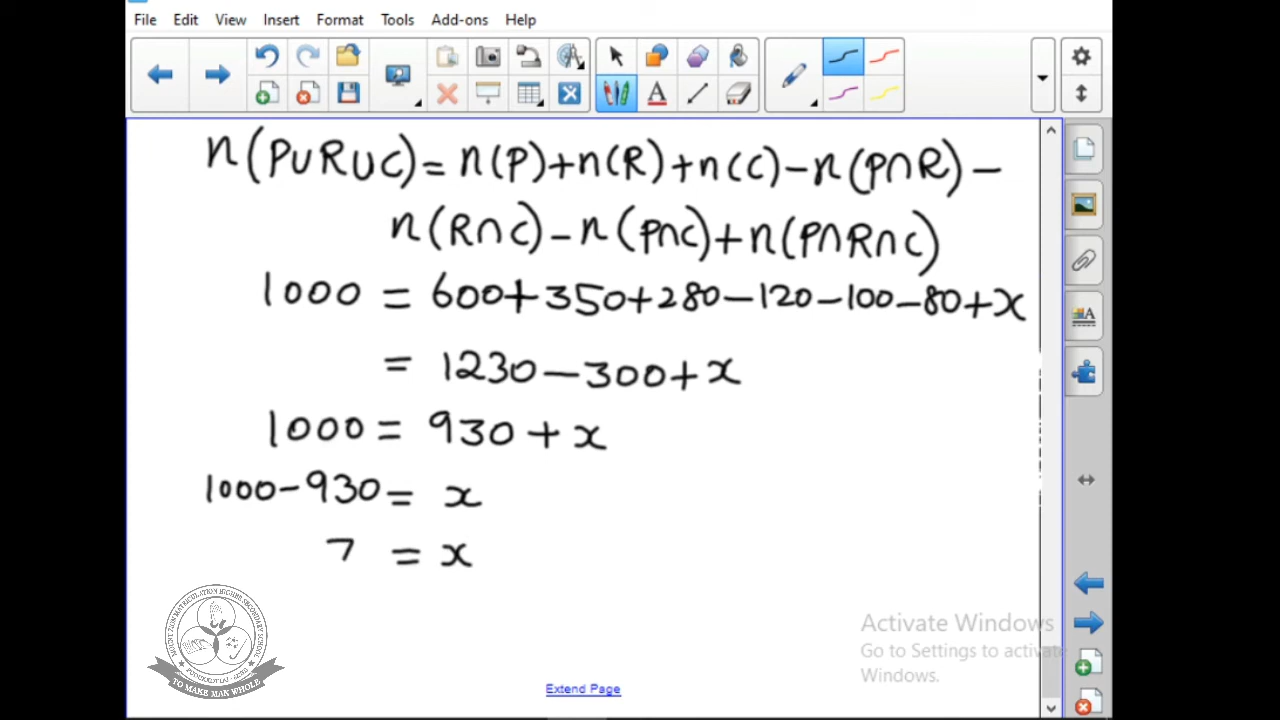 File Edit View Insert Format Tools Add-ons Help
n(P∪R∪C)=n(P)+n(R)+n(C)-n(P∩R)-
n(R∩C)-n(P∩C)+n(P∩R∩C)
1000 = 600+350+280-120-100-80+x
= 1230-300+x
1000 = 930+x
1000-930 = x
7 = x
TO MAKE MAN WHOLE
Activate Windows
Go to Settings to activate
Windows.
Extend Page